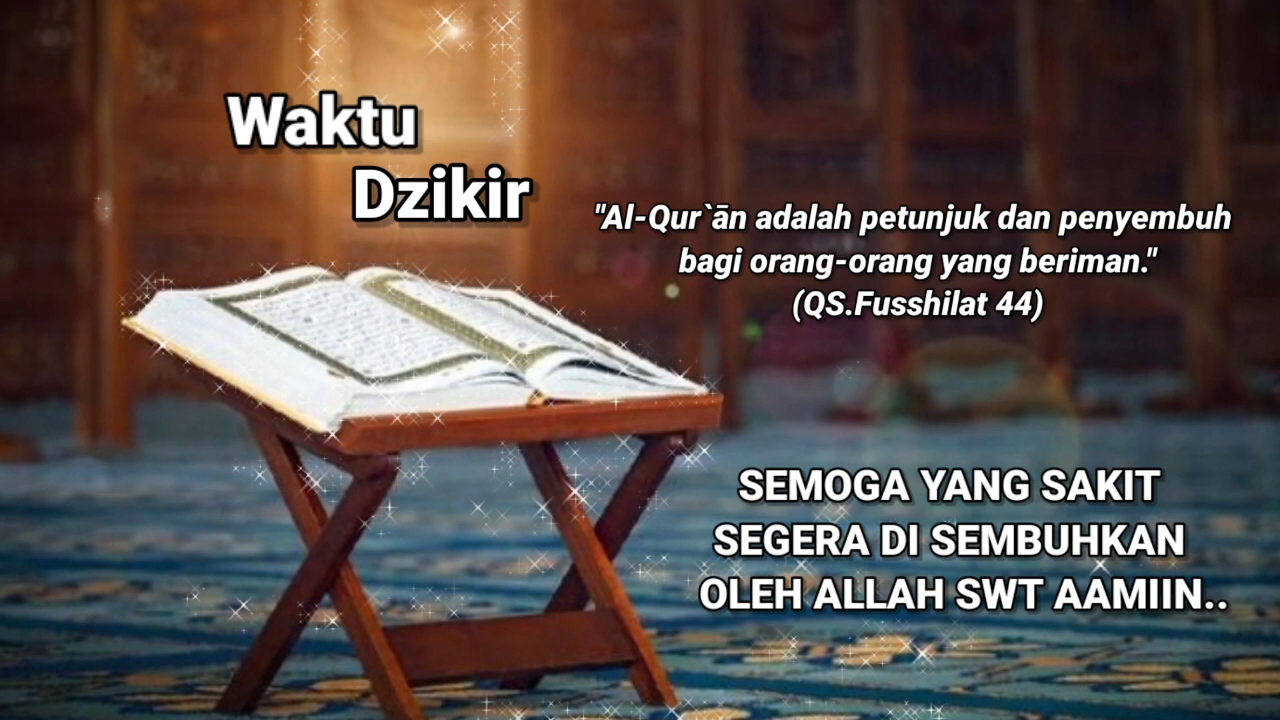 Waktu
Dzikir
"Al-Qur`ān adalah petunjuk dan penyembuh
bagi orang-orang yang beriman."
(QS.Fusshilat 44)
SEMOGA YANG SAKIT
SEGERA DI SEMBUHKAN
OLEH ALLAH SWT AAMIIN..